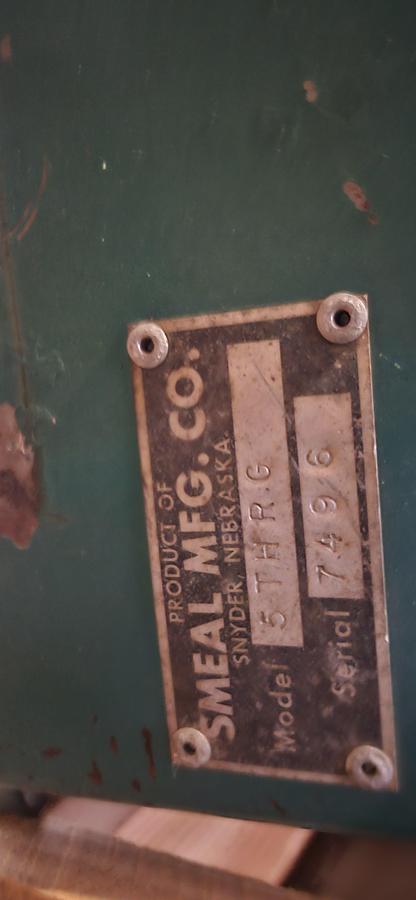 PRODUCT OF
SMEAL MFG. CO.
SNYDER, NEBRASKA
Model 5THRG
Serial 7496